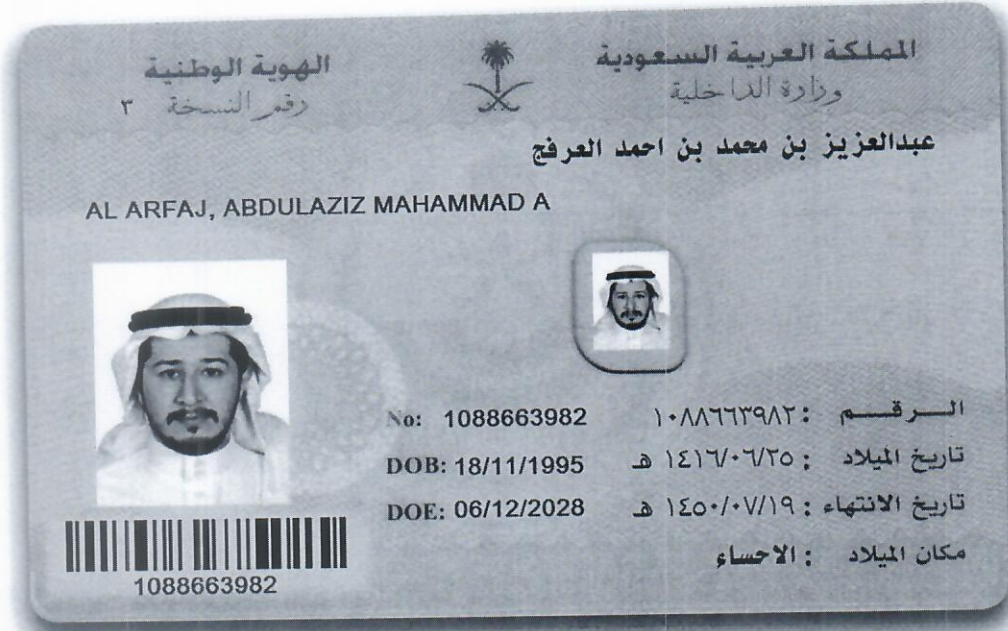 المملكة العربية السعودية
وزارة الداخلية
الهوية الوطنية
رقم النسخة ٣
عبدالعزيز بن محمد بن احمد العرفج
AL ARFAJ, ABDULAZIZ MAHAMMAD A
الرقم : ١٠٨٨٦٦٣٩٨٢
No: 1088663982
تاريخ الميلاد : ١٤١٦/٠٦/٢٥ هـ
DOB: 18/11/1995
تاريخ الانتهاء : ١٤٥٠/٠٧/١٩ هـ
DOE: 06/12/2028
مكان الميلاد : الاحساء
1088663982